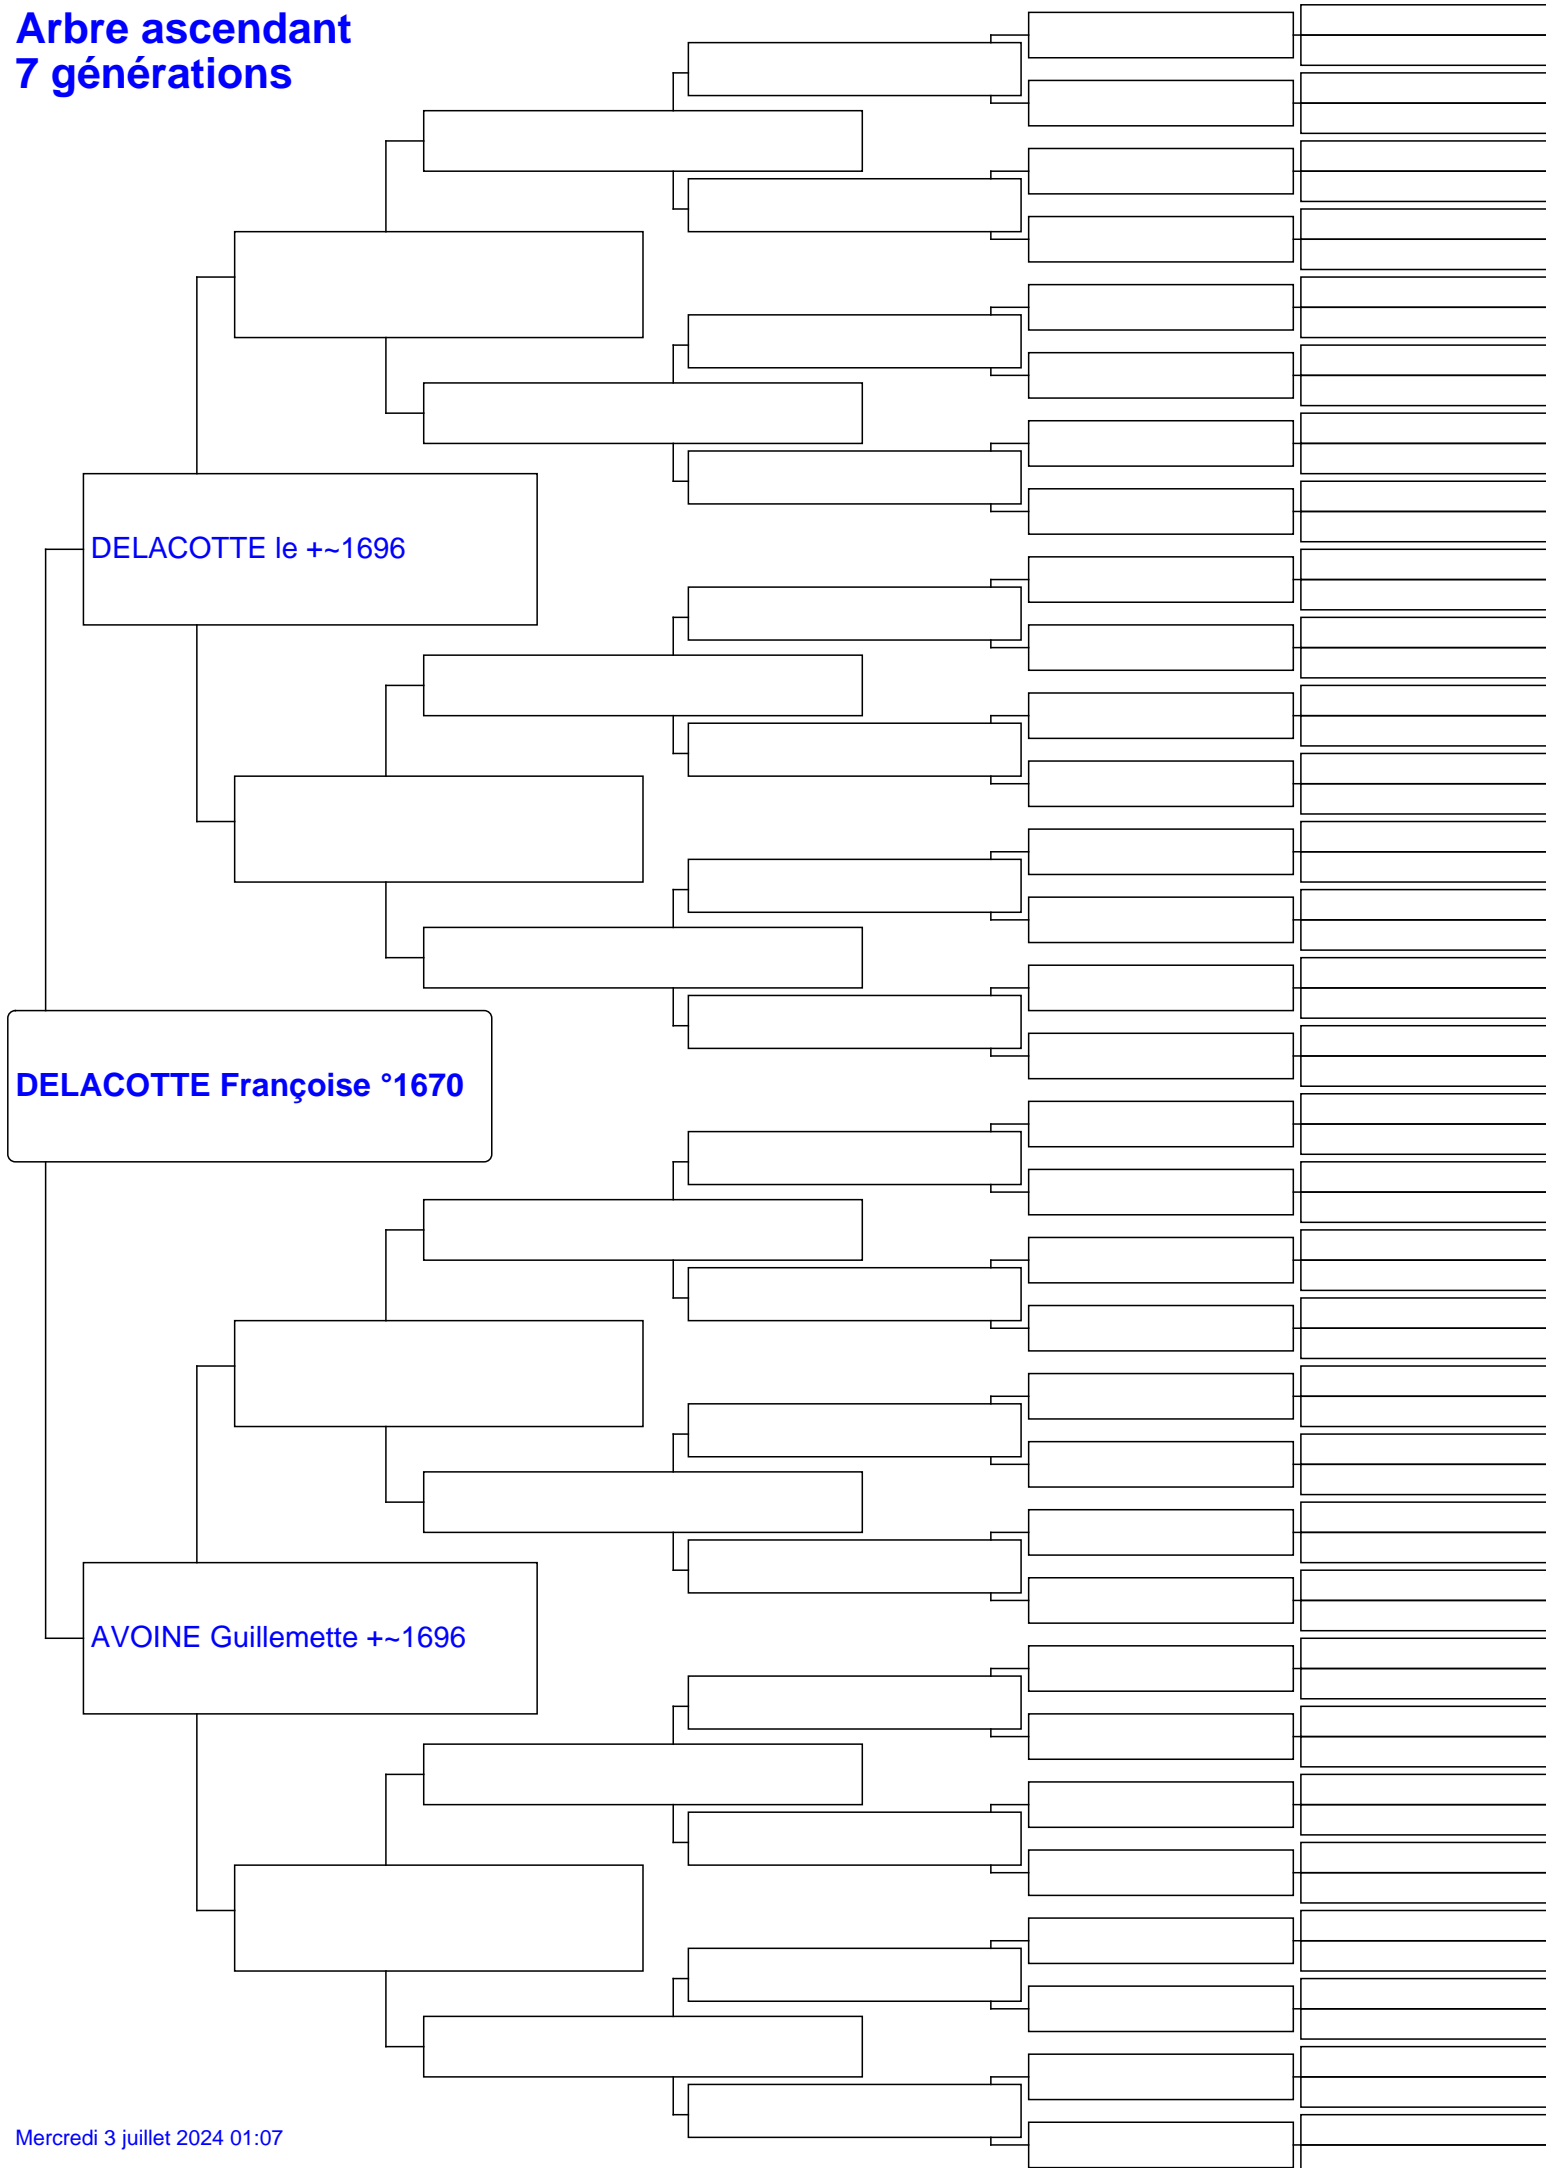 Arbre ascendant
7 générations
DELACOTTE le +~1696
DELACOTTE Françoise °1670
AVOINE Guillemette +~1696
Mercredi 3 juillet 2024 01:07